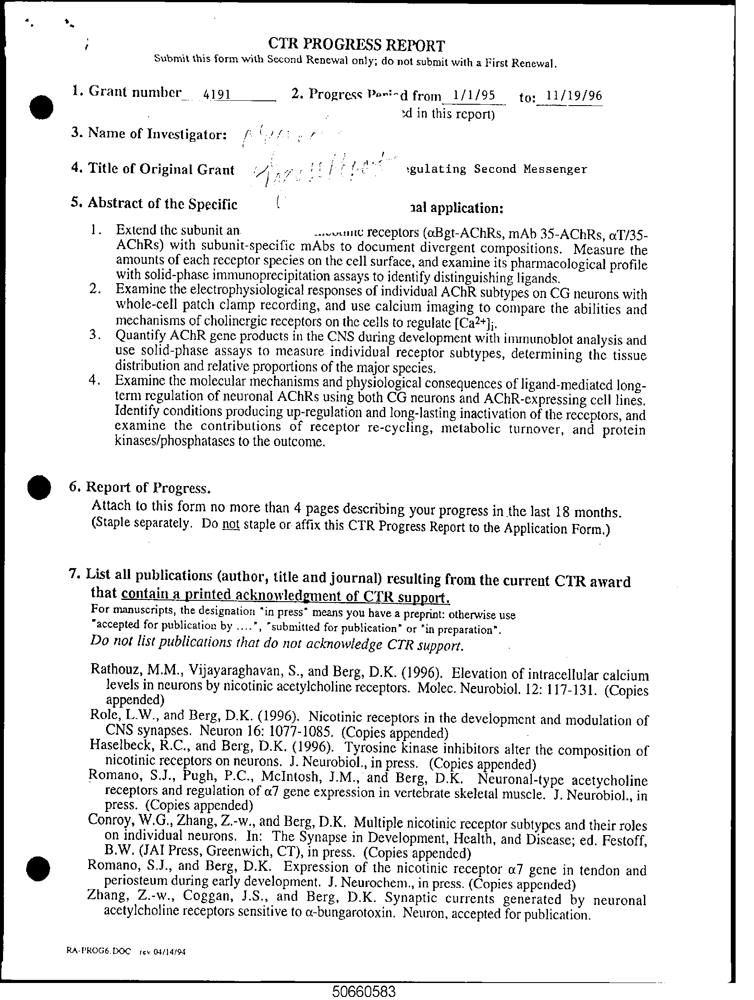 CTR PROGRESS REPORT
Submit this form with Second Renewal only; do not submit with a First Renewal.
1. Grant number 4191 2. Progress d from 1/1/95 to: 11/19/96
d in this report)
3. Name of Investigator:
4. Title of Original Grant gulating Second Messenger
5. Abstract of the Specific nal application:
1. Extend the subunit an receptors (αBgt-AChRs, mAb 35-AChRs, αT/35-
AChRs) with subunit-specific mAbs to document divergent compositions. Measure the
amounts of each receptor species on the cell surface, and examine its pharmacological profile
with solid-phase immunoprecipitation assays to identify distinguishing ligands.
2. Examine the electrophysiological responses of individual AChR subtypes on CG neurons with
whole-cell patch clamp recording, and use calcium imaging to compare the abilities and
mechanisms of cholinergic receptors on the cells to regulate [Ca2+]i.
3. Quantify AChR gene products in the CNS during development with immunoblot analysis and
use solid-phase assays to measure individual receptor subtypes, determining the tissue
distribution and relative proportions of the major species.
4. Examine the molecular mechanisms and physiological consequences of ligand-mediated long-
term regulation of neuronal AChRs using both CG neurons and AChR-expressing cell lines.
Identify conditions producing up-regulation and long-lasting inactivation of the receptors, and
examine the contributions of receptor re-cycling, metabolic turnover, and protein
kinases/phosphatases to the outcome.
6. Report of Progress.
Attach to this form no more than 4 pages describing your progress in the last 18 months.
(Staple separately. Do not staple or affix this CTR Progress Report to the Application Form.)
7. List all publications (author, title and journal) resulting from the current CTR award
that contain a printed acknowledgment of CTR support.
For manuscripts, the designation "in press" means you have a preprint: otherwise use
"accepted for publication by ....", "submitted for publication" or "in preparation".
Do not list publications that do not acknowledge CTR support.
Rathouz, M.M., Vijayaraghavan, S., and Berg, D.K. (1996). Elevation of intracellular calcium
levels in neurons by nicotinic acetylcholine receptors. Molec. Neurobiol. 12: 117-131. (Copies
appended)
Role, L.W., and Berg, D.K. (1996). Nicotinic receptors in the development and modulation of
CNS synapses. Neuron 16: 1077-1085. (Copies appended)
Haselbeck, R.C., and Berg, D.K. (1996). Tyrosine kinase inhibitors alter the composition of
nicotinic receptors on neurons. J. Neurobiol., in press. (Copies appended)
Romano, S.J., Pugh, P.C., McIntosh, J.M., and Berg, D.K. Neuronal-type acetycholine
receptors and regulation of α7 gene expression in vertebrate skeletal muscle. J. Neurobiol., in
press. (Copies appended)
Conroy, W.G., Zhang, Z.-w., and Berg, D.K. Multiple nicotinic receptor subtypes and their roles
on individual neurons. In: The Synapse in Development, Health, and Disease; ed. Festoff,
B.W. (JAI Press, Greenwich, CT), in press. (Copies appended)
Romano, S.J., and Berg, D.K. Expression of the nicotinic receptor α7 gene in tendon and
periosteum during early development. J. Neurochem., in press. (Copies appended)
Zhang, Z.-w., Coggan, J.S., and Berg, D.K. Synaptic currents generated by neuronal
acetylcholine receptors sensitive to α-bungarotoxin. Neuron, accepted for publication.
RA-PROG6.DOC rev 04/14/94
50660583